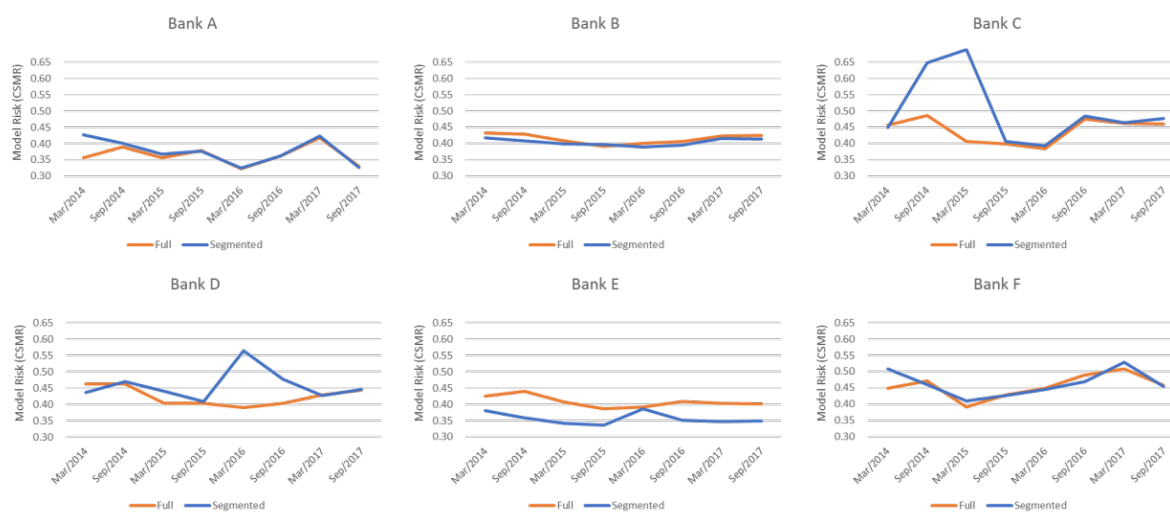 Bank A
Model Risk (CSMR)
0.65
0.60
0.55
0.50
0.45
0.40
0.35
0.30
Mar/2014
Sep/2014
Mar/2015
Sep/2015
Mar/2016
Sep/2016
Mar/2017
Sep/2017
Full Segmented
Bank B
Model Risk (CSMR)
0.65
0.60
0.55
0.50
0.45
0.40
0.35
0.30
Mar/2014
Sep/2014
Mar/2015
Sep/2015
Mar/2016
Sep/2016
Mar/2017
Sep/2017
Full Segmented
Bank C
Model Risk (CSMR)
0.65
0.60
0.55
0.50
0.45
0.40
0.35
0.30
Mar/2014
Sep/2014
Mar/2015
Sep/2015
Mar/2016
Sep/2016
Mar/2017
Sep/2017
Full Segmented
Bank D
Model Risk (CSMR)
0.65
0.60
0.55
0.50
0.45
0.40
0.35
0.30
Mar/2014
Sep/2014
Mar/2015
Sep/2015
Mar/2016
Sep/2016
Mar/2017
Sep/2017
Full Segmented
Bank E
Model Risk (CSMR)
0.65
0.60
0.55
0.50
0.45
0.40
0.35
0.30
Mar/2014
Sep/2014
Mar/2015
Sep/2015
Mar/2016
Sep/2016
Mar/2017
Sep/2017
Full Segmented
Bank F
Model Risk (CSMR)
0.65
0.60
0.55
0.50
0.45
0.40
0.35
0.30
Mar/2014
Sep/2014
Mar/2015
Sep/2015
Mar/2016
Sep/2016
Mar/2017
Sep/2017
Full Segmented